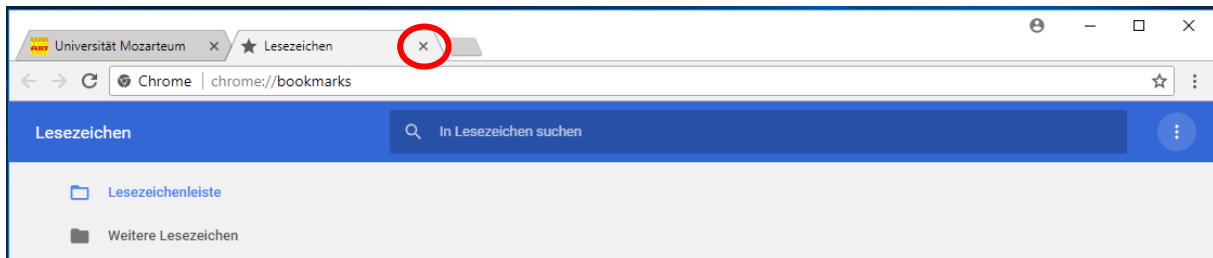 Universität Mozarteum
Lesezeichen
Chrome | chrome://bookmarks
Lesezeichen
In Lesezeichen suchen
Lesezeichenleiste
Weitere Lesezeichen